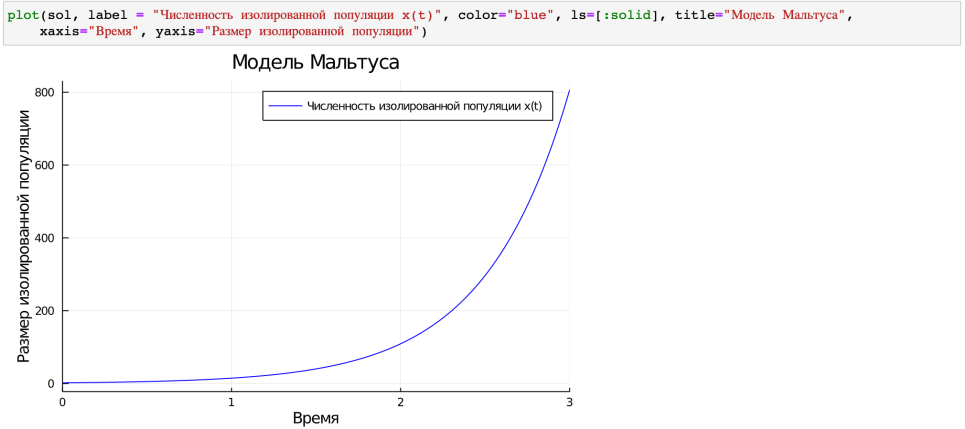 plot(sol, label = "Численность изолированной популяции x(t)", color="blue", ls=[:solid], title="Модель Мальтуса",
xaxis="Время", yaxis="Размер изолированной популяции")
Модель Мальтуса
Численность изолированной популяции x(t)
Размер изолированной популяции
800
600
400
200
0
0 1 2 3
Время